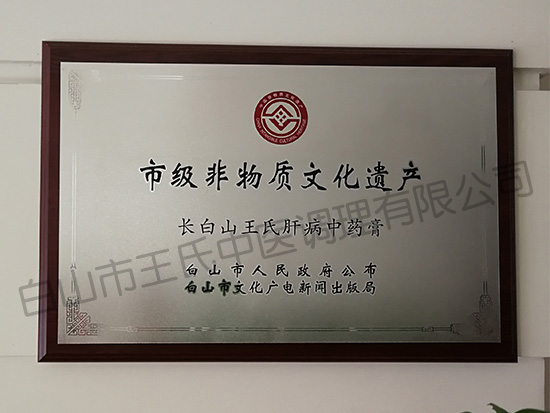 市级非物质文化遗产
长白山王氏肝病中药膏
白山市人民政府公布
白山市文化广电新闻出版局
白山市王氏中医调理有限公司